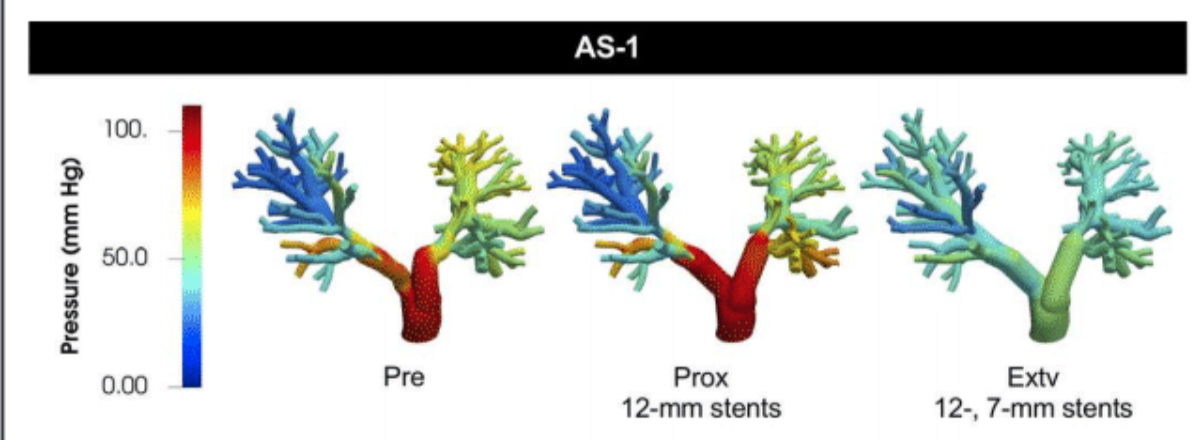 AS-1
100.
50.0
0.00
Pressure (mm Hg)
Pre
Prox
12-mm stents
Extv
12-, 7-mm stents